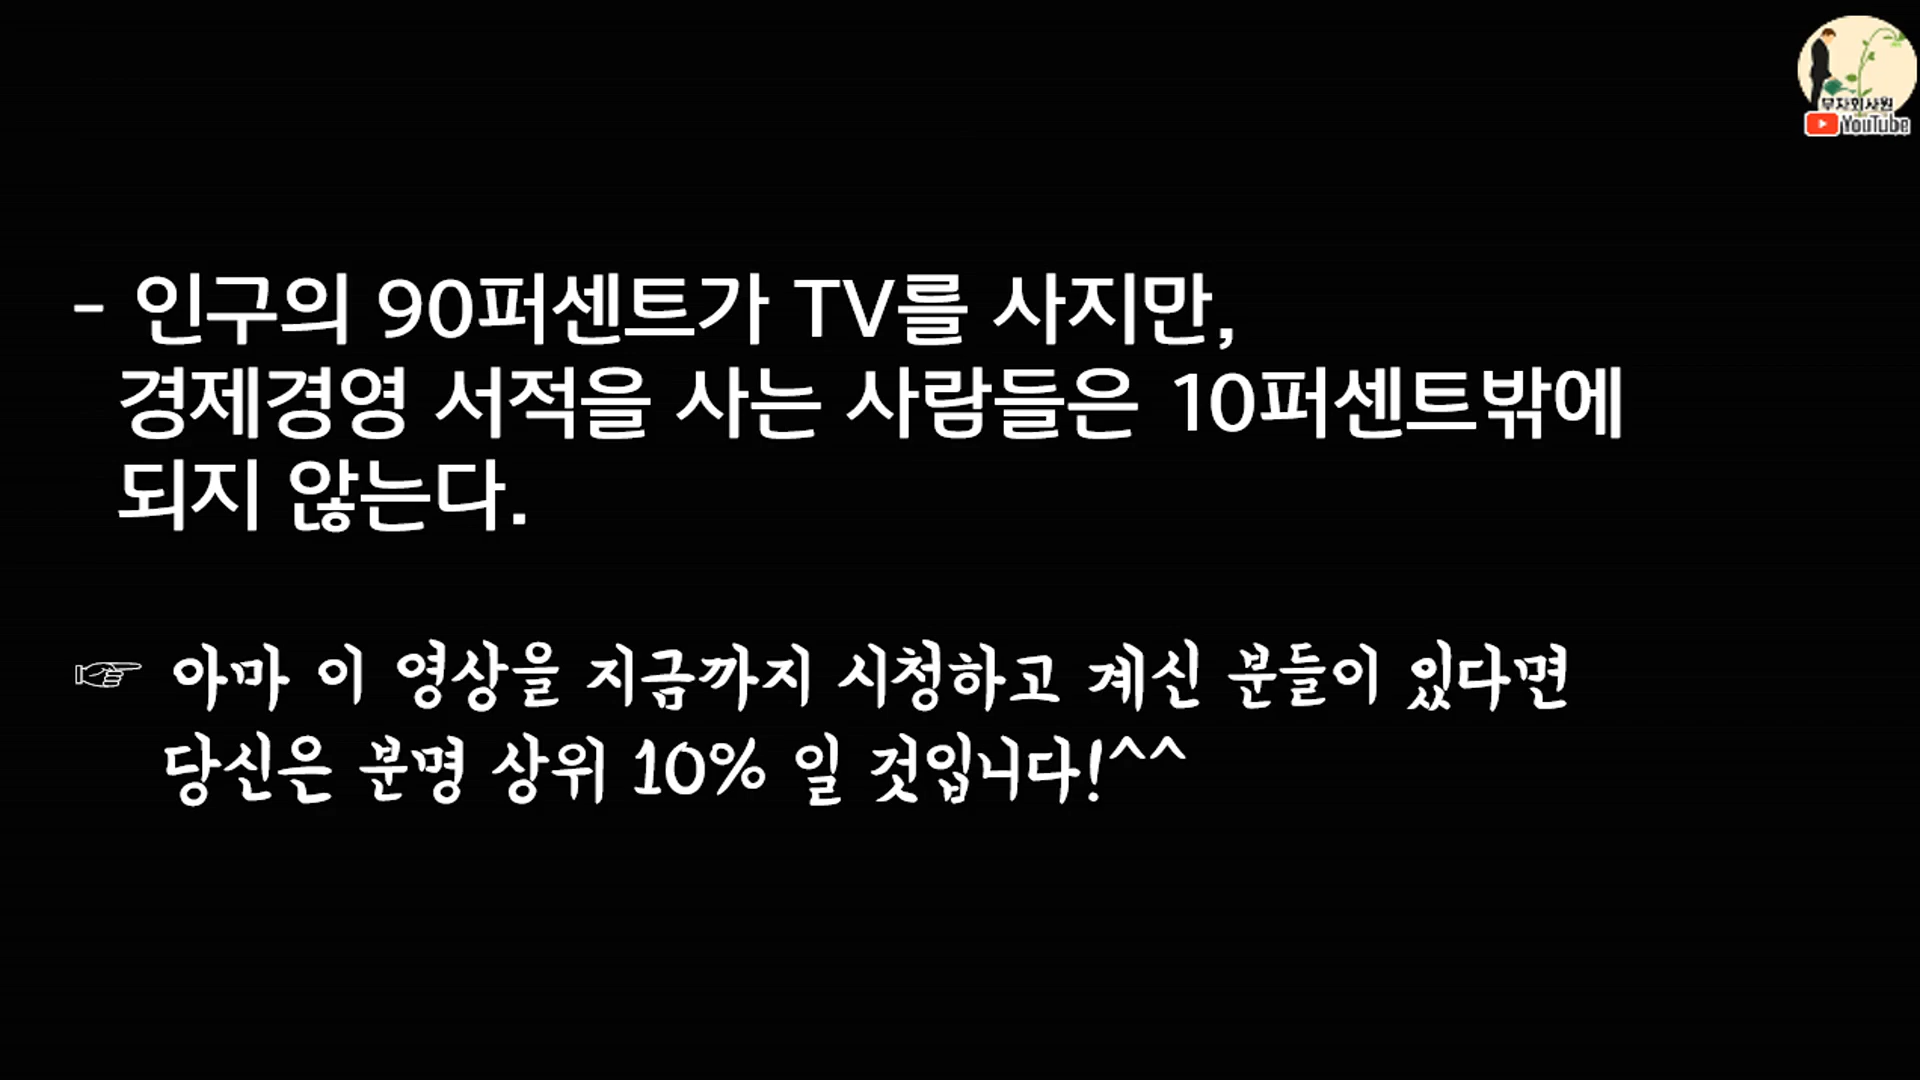 부자회사원
YouTube
- 인구의 90퍼센트가 TV를 사지만,
경제경영 서적을 사는 사람들은 10퍼센트밖에
되지 않는다.
☞ 아마 이 영상을 지금까지 시청하고 계신 분들이 있다면
당신은 분명 상위 10% 일 것입니다!^^